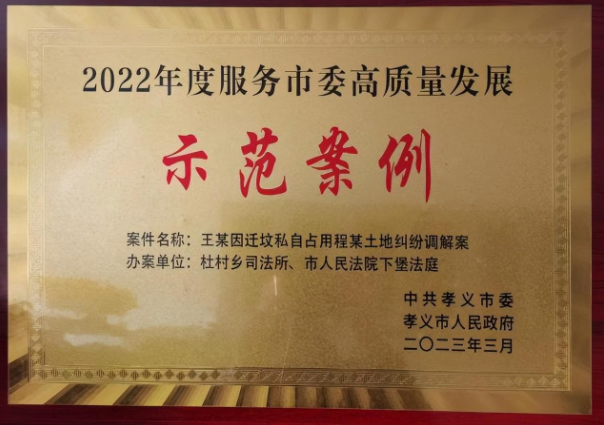 2022年度服务市委高质量发展
示范案例
案件名称：王某因迁坟私自占用程某土地纠纷调解案
办案单位：杜村乡司法所、市人民法院下堡法庭
中共孝义市委
孝义市人民政府
二〇二三年三月